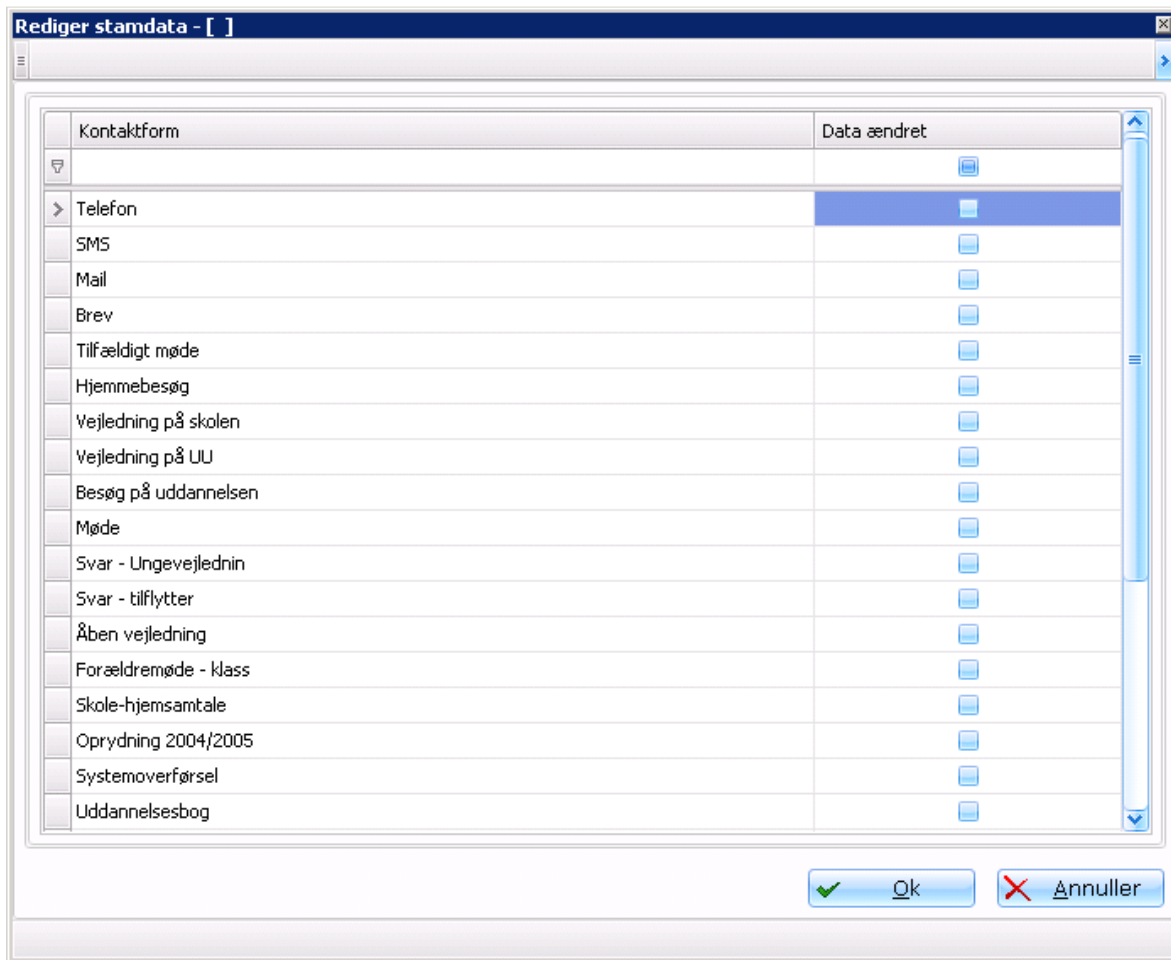 Rediger stamdata - [ ]
Kontaktform Data ændret
Telefon
SMS
Mail
Brev
Tilfældigt møde
Hjemmebesøg
Vejledning på skolen
Vejledning på UU
Besøg på uddannelsen
Møde
Svar - Ungevejlednin
Svar - tilflytter
Åben vejledning
Forældremøde - klass
Skole-hjemsamtale
Oprydning 2004/2005
Systemoverførsel
Uddannelsesbog
Ok Annuller